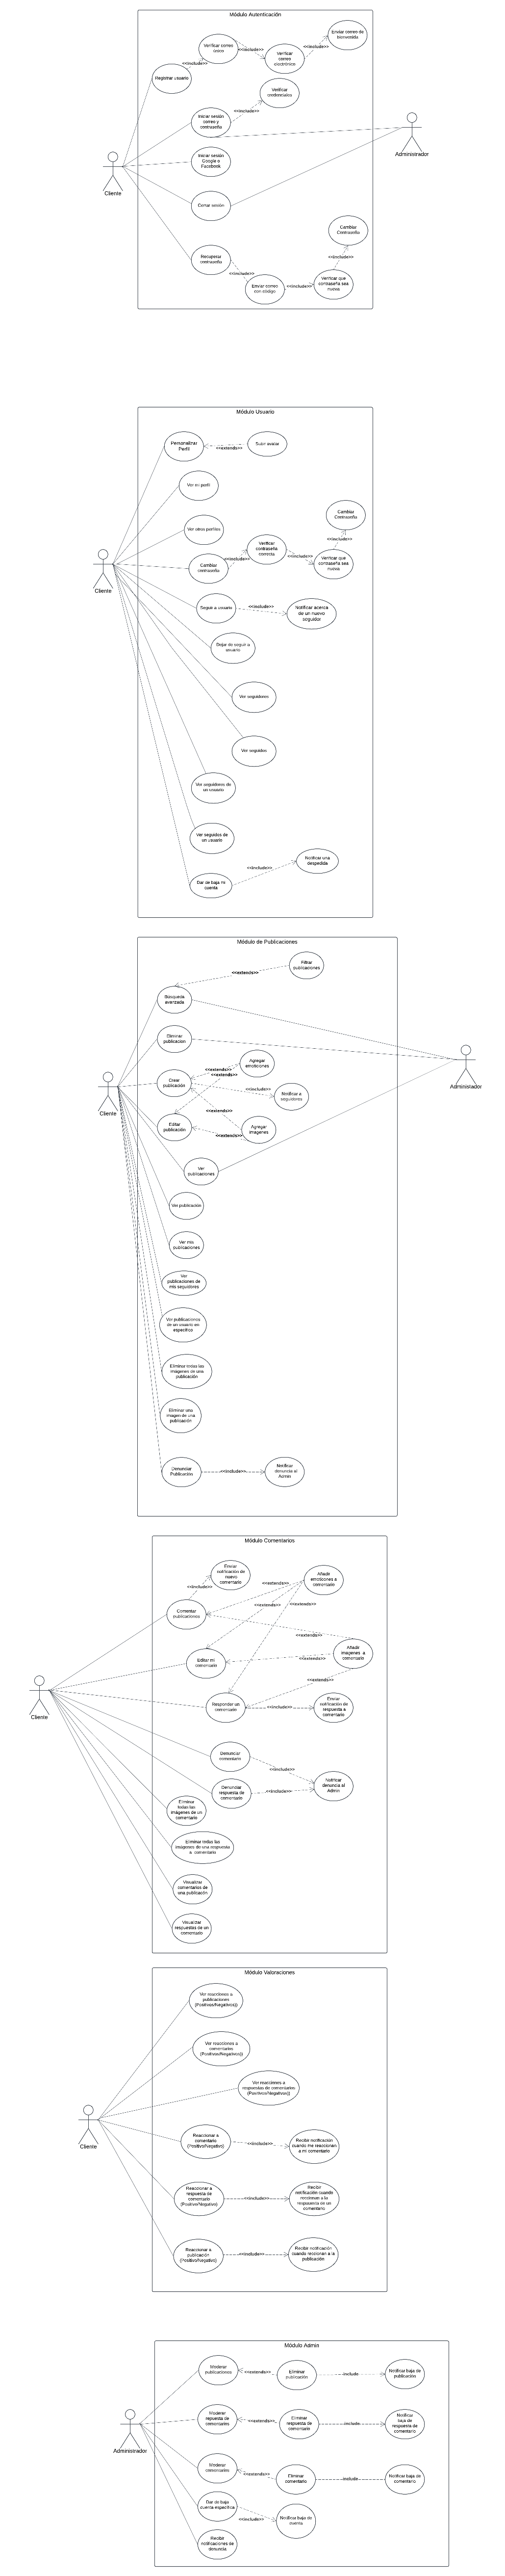 Módulo Autenticación
Enviar correo de
bienvenida
<<include>>
Verificar correo
único
<<include>>
Verificar
correo
electrónico
<<include>>
Registrar usuario
Verificar
credenciales
<<include>>
Iniciar sesión
correo y
contraseña
Administrador
Iniciar sesión
Google o
Facebook
Cliente
Cerrar sesión
Cambiar
Contraseña
Recuperar
contraseña
<<include>>
<<include>>
Enviar correo
con código
<<include>>
Verificar que
contraseña sea
nueva
Módulo Usuario
Personalizar
Perfil
<<extends>>
Subir avatar
Ver mi perfil
Cambiar
Contraseña
Ver otros perfiles
<<include>>
Verificar
contraseña
correcta
<<include>>
<<include>>
Verificar que
contraseña sea
nueva
Cambiar
contraseña
Cliente
Seguir a usuario
<<include>>
Notificar acerca
de un nuevo
seguidor
Dejar de seguir a
usuario
Ver seguidores
Ver seguidos
Ver seguidores de
un usuario
Ver seguidos de
un usuario
Notificar una
despedida
<<include>>
Dar de baja mi
cuenta
Módulo de Publicaciones
Filtrar
publicaciones
<<extends>>
Búsqueda
avanzada
Eliminar
publicación
Agregar
emoticones
<<extends>>
<<extends>>
Crear
publicación
<<include>>
Notificar a
seguidores
Administador
Cliente
<<extends>>
Editar
publicación
Agregar
imagenes
<<extends>>
Ver
publicaciones
Ver publicación
Ver mis
publicaciones
Ver
publicaciones de
mis seguidores
Ver publicaciones
de un usuario en
específico
Eliminar todas las
imagenes de una
publicación
Eliminar una
imagen de una
publicación
Denunciar
Publicación
<<include>>
Notificar
denuncia al
Admin
Módulo Comentarios
Enviar
notificación de
nuevo
comentario
<<include>>
Añadir
emoticones a
comentario
<<extends>>
<<extends>>
<<extends>>
Comentar
publicaciones
<<extends>>
Añadir
imagenes a
comentario
<<extends>>
Editar mi
comentario
<<extends>>
Responder un
comentario
<<include>>
Enviar
notificación de
respuesta a
comentario
Cliente
Denunciar
comentario
<<include>>
Notificar
denuncia al
Admin
Denunciar
respuesta de
comentario
<<include>>
Eliminar
todas las
imágenes de un
comentario
Eliminar todas las
imágenes de una respuesta
a comentario
Visualizar
comentarios de
una publicación
Visualizar
respuestas de un
comentario
Módulo Valoraciones
Ver reacciones a
publicaciones
(Positivos/Negativos))
Ver reacciones a
comentarios
(Positivos/Negativos))
Ver reacciones a
respuestas de comentarios
(Positivos/Negativos))
Cliente
Reaccionar a
comentario
(Positivo/Negativo)
<<include>>
Recibir notificación
cuando me reaccionan
a mi comentario
Reaccionar a
respuesta de
comentario
(Positivo/Negativo)
<<include>>
Recibir
notificación cuando
reccionan a la
respuesta de un
comentario
Reaccionar a
publicación
(Positivo/Negativo)
<<include>>
Recibir notificación
cuando reccionan a la
publicación
Módulo Admin
Moderar
publicaciones
<<extends>>
Eliminar
publicación
include
Notificar baja de
publicación
Moderar
repuesta de
comentarios
<<extends>>
Eliminar
respuesta de
comentario
include
Notificar
baja de
respuesta de
comentario
Administrador
Moderar
comentarios
<<extends>>
Eliminar
comentario
include
Notificar baja de
comentario
Dar de baja
cuenta especifica
<<include>>
Notificar baja de
cuenta
Recibir
notificaciones de
denuncia